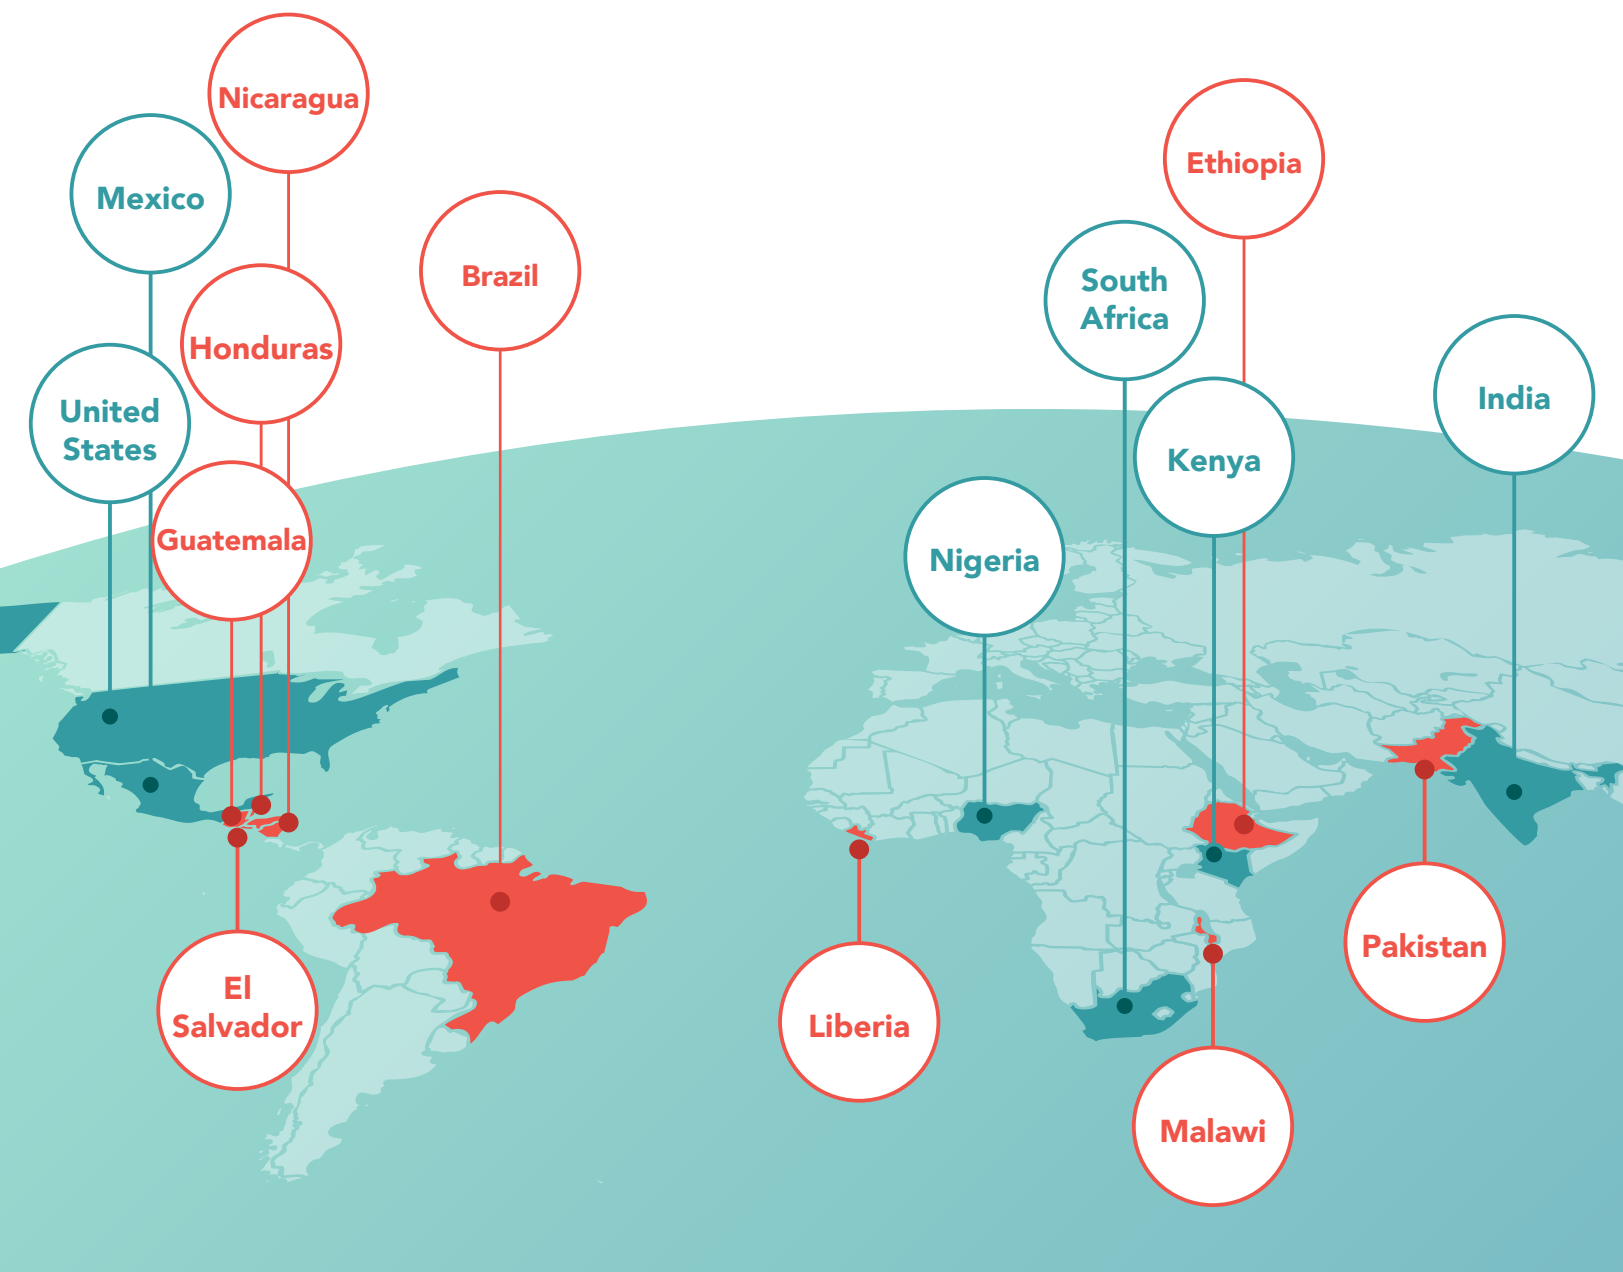 Nicaragua
Mexico
Ethiopia
Brazil
South
Africa
Honduras
India
United
States
Kenya
Guatemala
Nigeria
Pakistan
El
Salvador
Liberia
Malawi